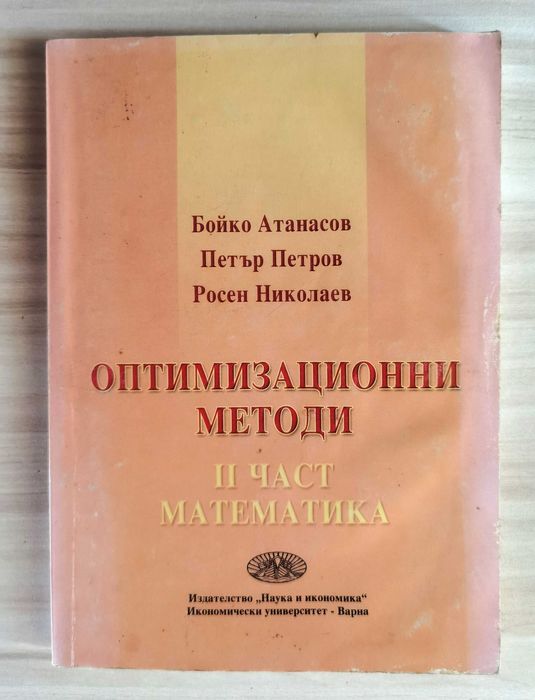 Бойко Атанасов
Петър Петров
Росен Николаев
ОПТИМИЗАЦИОННИ
МЕТОДИ
II ЧАСТ
МАТЕМАТИКА
Издателство „Наука и икономика“
Икономически университет - Варна